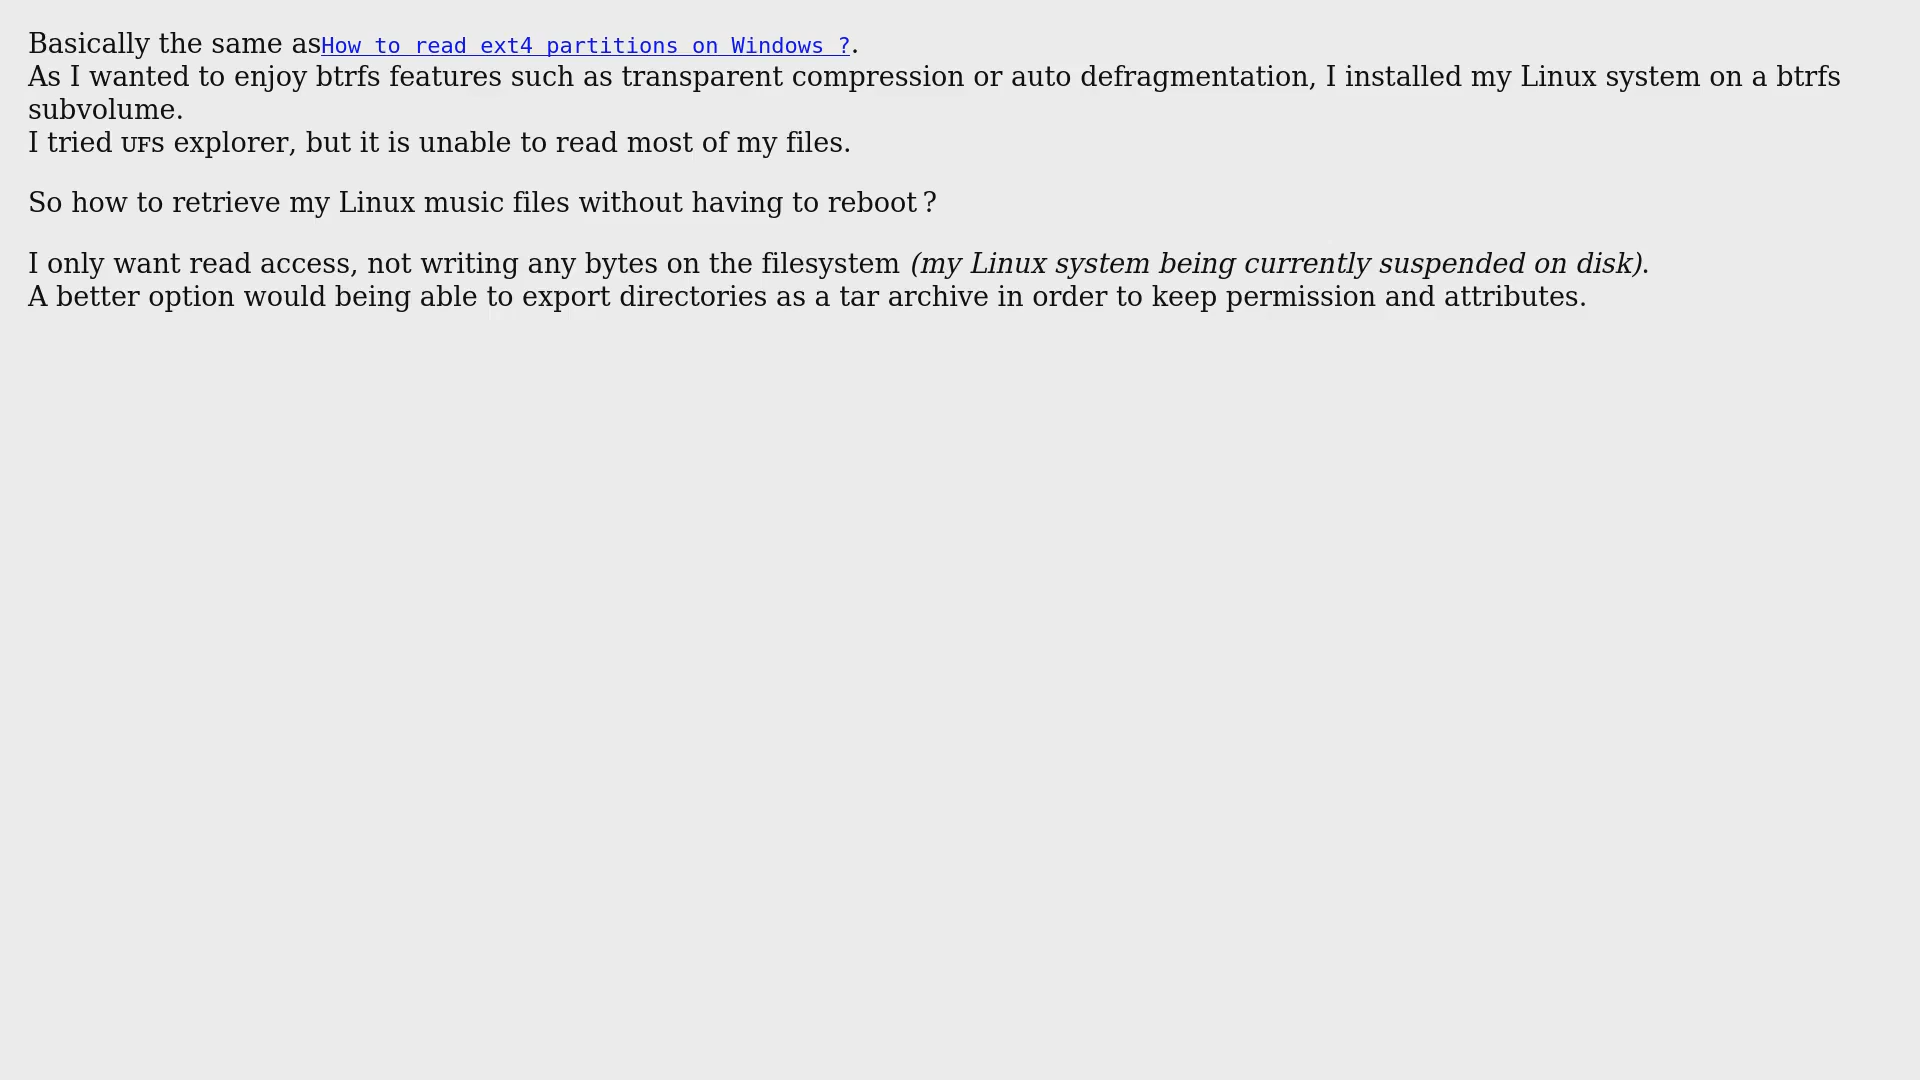 Basically the same asHow to read ext4 partitions on Windows ?.
As I wanted to enjoy btrfs features such as transparent compression or auto defragmentation, I installed my Linux system on a btrfs
subvolume.
I tried ᴜꜰs explorer, but it is unable to read most of my files.
So how to retrieve my Linux music files without having to reboot ?
I only want read access, not writing any bytes on the filesystem (my Linux system being currently suspended on disk).
A better option would being able to export directories as a tar archive in order to keep permission and attributes.